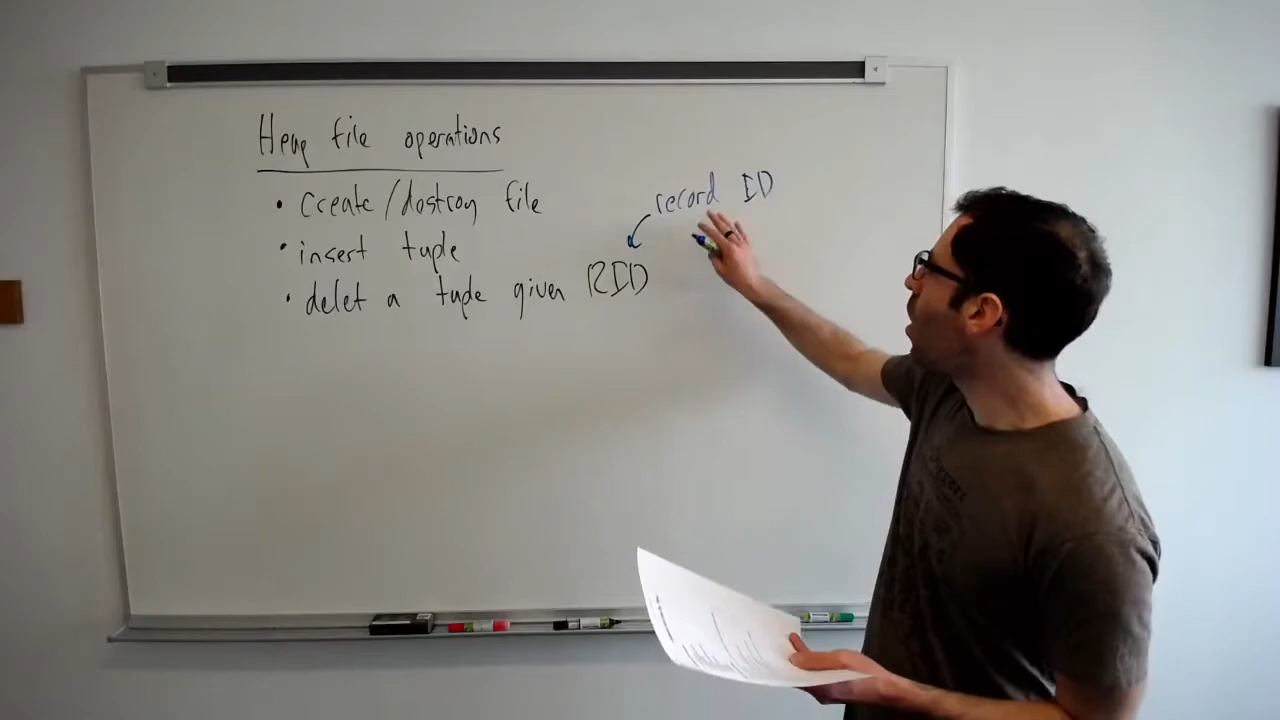 Heap file operations
• create/destroy file
record ID
• insert tuple
• delet a tuple given RID